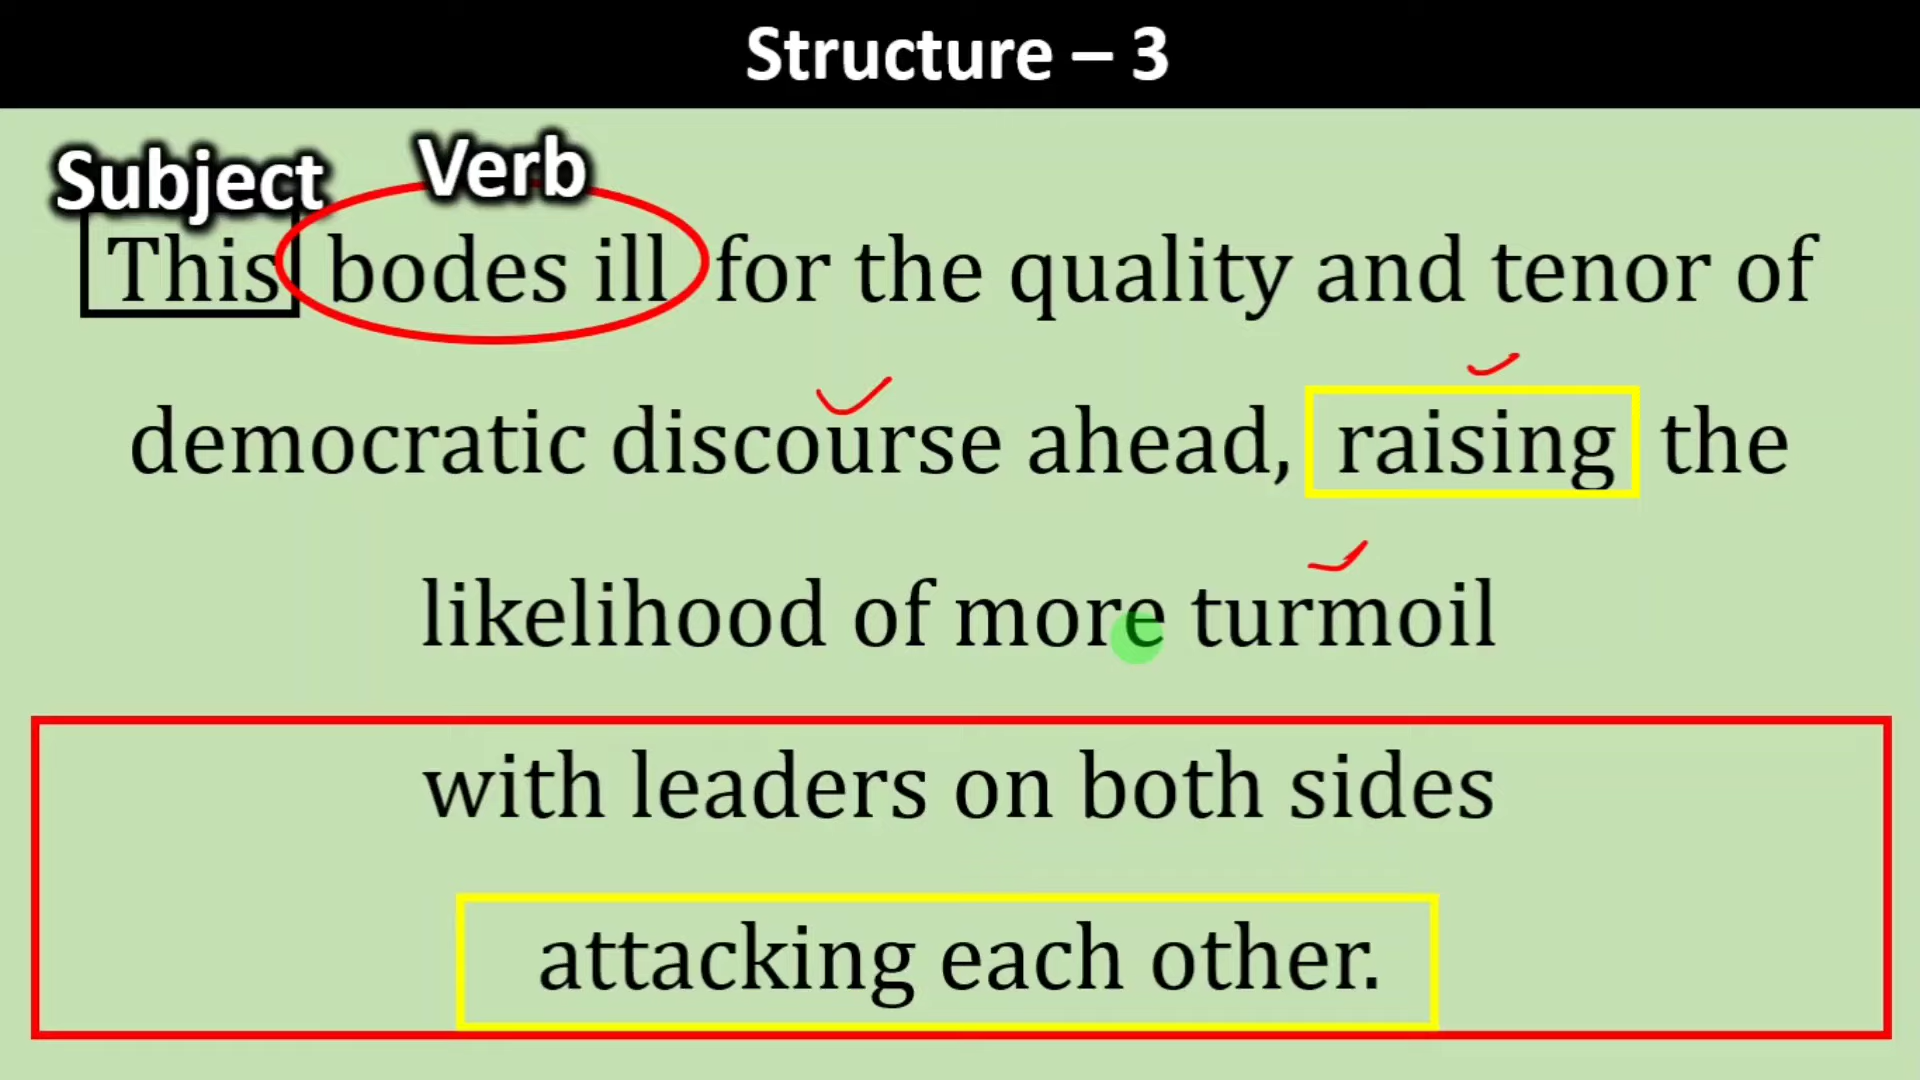 Structure – 3
Subject Verb
This bodes ill for the quality and tenor of
democratic discourse ahead, raising the
likelihood of more turmoil
with leaders on both sides
attacking each other.